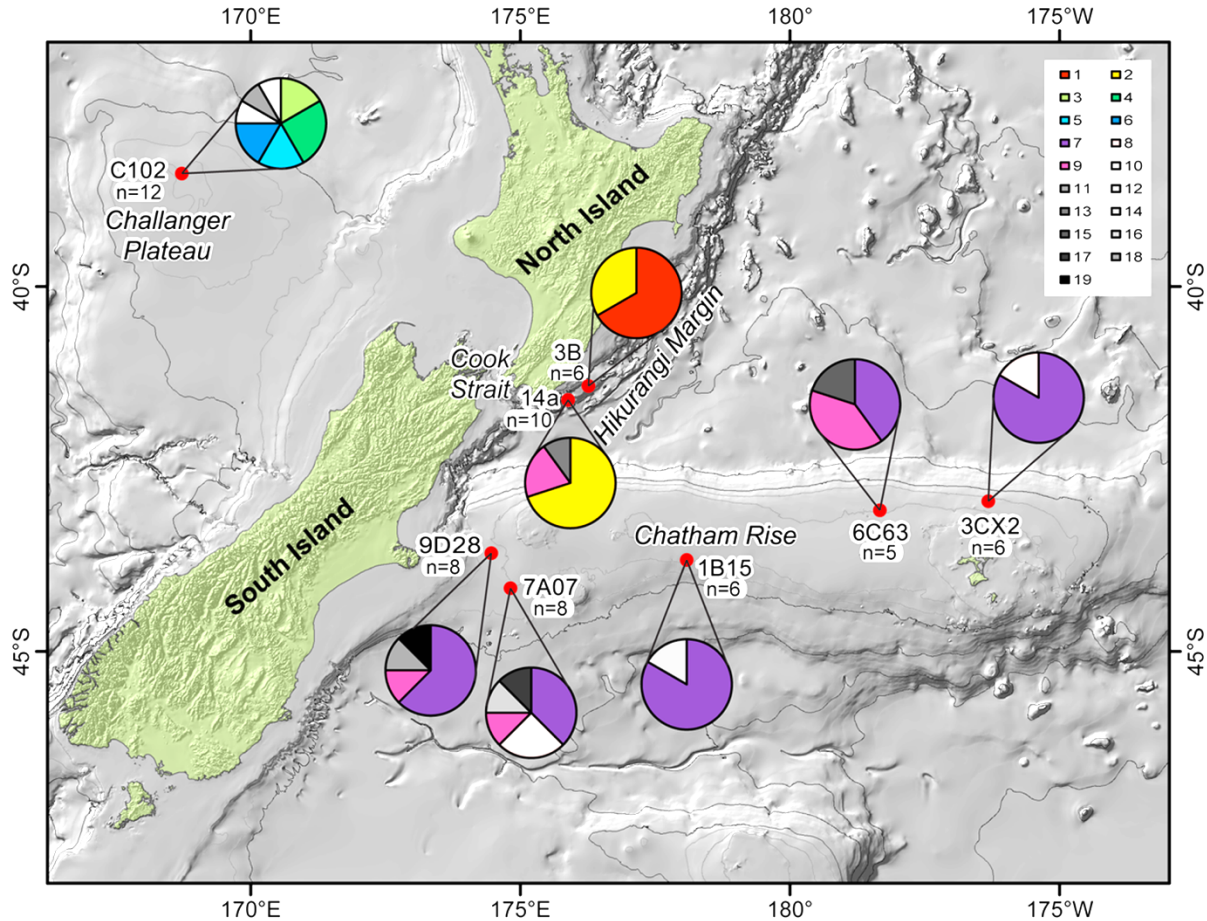 170°E 175°E 180° 175°W
1 2
3 4
5 6
7 8
9 10
11 12
13 14
15 16
17 18
19
C102
n=12
Challanger
Plateau
North Island
40°S
40°S
Cook
Strait
3B
n=6
Hikurangi Margin
14a
n=10
South Island
9D28
n=8
7A07
n=8
Chatham Rise
1B15
n=6
6C63
n=5
3CX2
n=6
45°S
45°S
170°E 175°E 180° 175°W